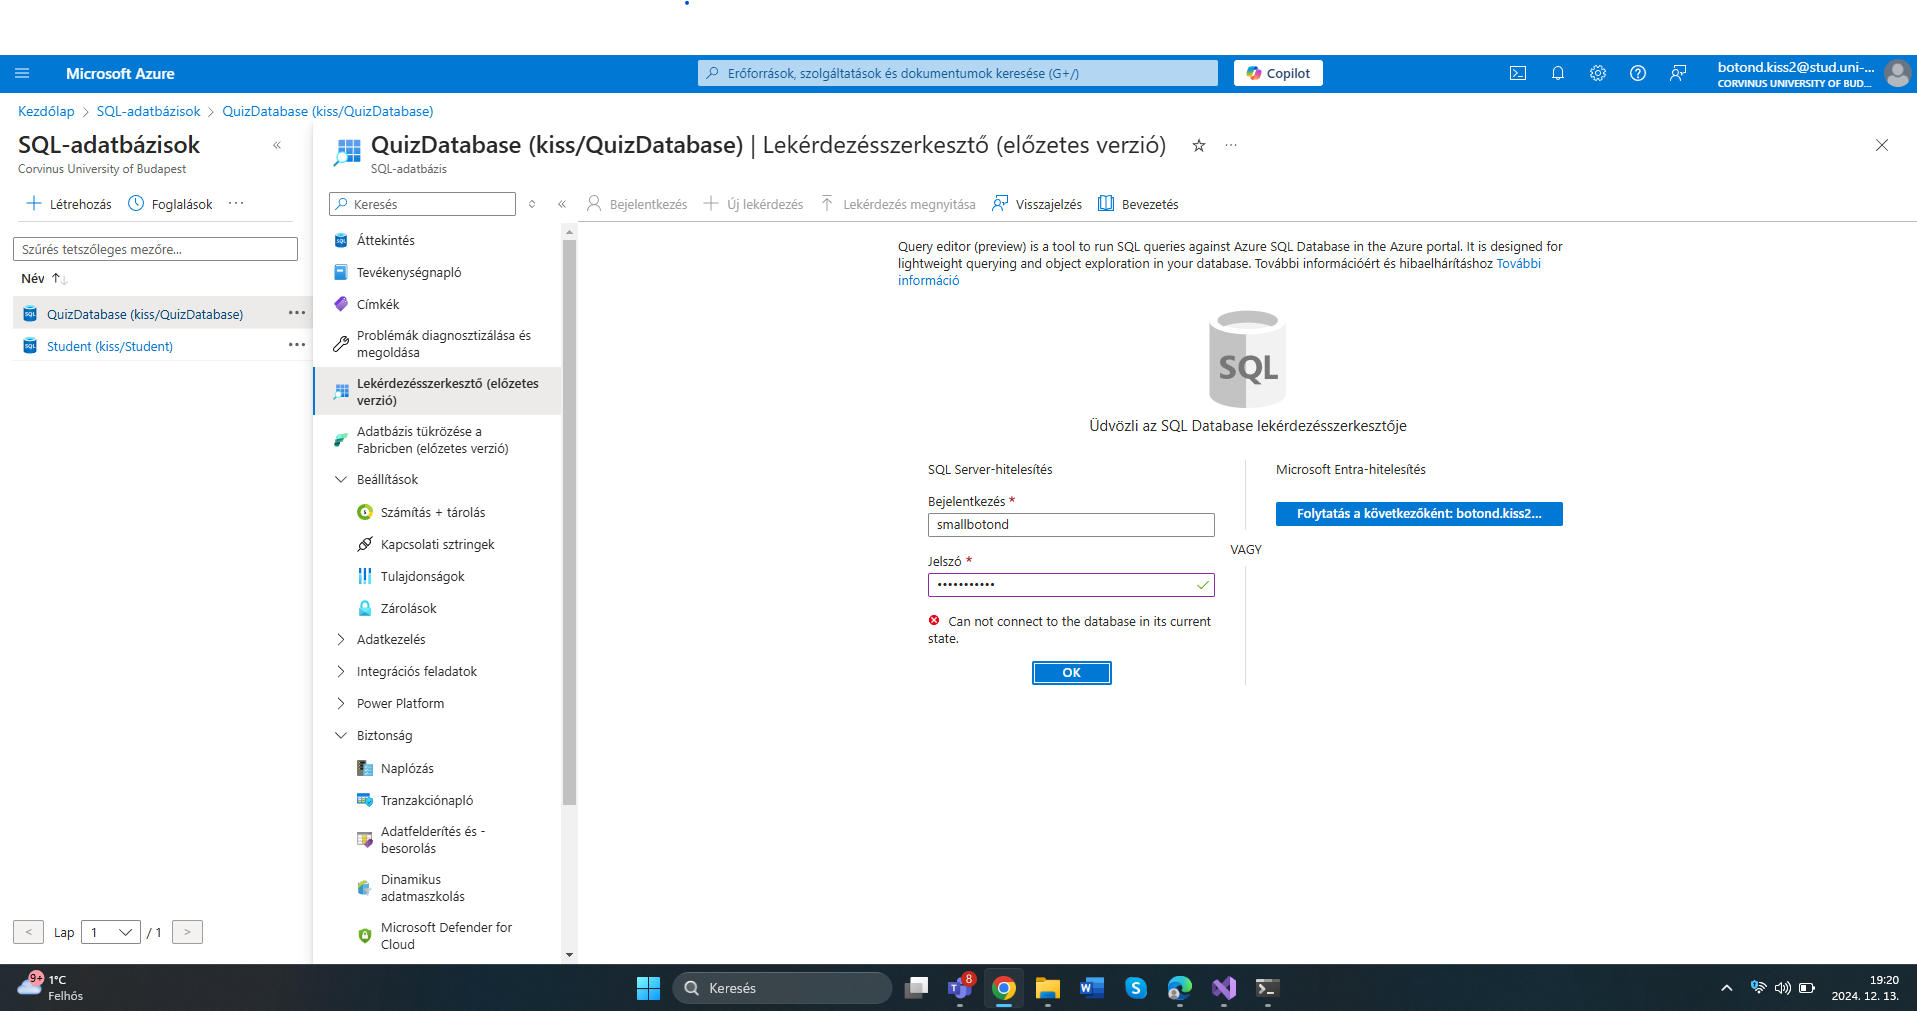 Microsoft Azure
Erőforrások, szolgáltatások és dokumentumok keresése (G+/)
Copilot
botond.kiss2@stud.uni-...
CORVINUS UNIVERSITY OF BUD...
Kezdőlap > SQL-adatbázisok > QuizDatabase (kiss/QuizDatabase)
SQL-adatbázisok
Corvinus University of Budapest
Létrehozás
Foglalások
Szűrés tetszőleges mezőre...
Név
QuizDatabase (kiss/QuizDatabase)
Student (kiss/Student)
< Lap 1 / 1 >
QuizDatabase (kiss/QuizDatabase) | Lekérdezésszerkesztő (előzetes verzió)
SQL-adatbázis
Keresés
Bejelentkezés
Új lekérdezés
Lekérdezés megnyitása
Visszajelzés
Bevezetés
Áttekintés
Tevékenységnapló
Címkék
Problémák diagnosztizálása és
megoldása
Lekérdezésszerkesztő (előzetes
verzió)
Adatbázis tükrözése a
Fabricben (előzetes verzió)
Beállítások
Számítás + tárolás
Kapcsolati sztringek
Tulajdonságok
Zárolások
Adatkezelés
Integrációs feladatok
Power Platform
Biztonság
Naplózás
Tranzakciónapló
Adatfelderítés és -
besorolás
Dinamikus
adatmaszkolás
Microsoft Defender for
Cloud
Query editor (preview) is a tool to run SQL queries against Azure SQL Database in the Azure portal. It is designed for
lightweight querying and object exploration in your database. További információért és hibaelhárításhoz További
információ
SQL
Üdvözli az SQL Database lekérdezésszerkesztője
SQL Server-hitelesítés
Bejelentkezés *
smallbotond
Jelszó *
•••••••••••
Can not connect to the database in its current
state.
OK
VAGY
Microsoft Entra-hitelesítés
Folytatás a következőként: botond.kiss2...
9+
1°C
Felhős
Keresés
8
19:20
2024. 12. 13.